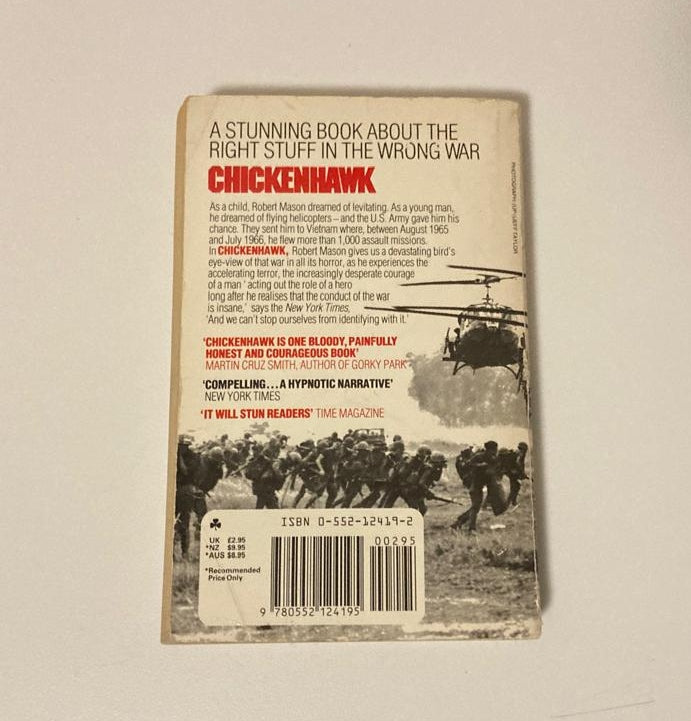 A STUNNING BOOK ABOUT THE
RIGHT STUFF IN THE WRONG WAR
CHICKENHAWK
As a child, Robert Mason dreamed of levitating. As a young man,
he dreamed of flying helicopters – and the U.S. Army gave him his
chance. They sent him to Vietnam where, between August 1965
and July 1966, he flew more than 1,000 assault missions.
In CHICKENHAWK, Robert Mason gives us a devastating bird's
eye-view of that war in all its horror, as he experiences the
accelerating terror, the increasingly desperate courage
of a man 'acting out the role of a hero
long after he realises that the conduct of the war
is insane,' says the New York Times,
'And we can't stop ourselves from identifying with it.'
'CHICKENHAWK IS ONE BLOODY, PAINFULLY
HONEST AND COURAGEOUS BOOK'
MARTIN CRUZ SMITH, AUTHOR OF GORKY PARK
'COMPELLING...A HYPNOTIC NARRATIVE'
NEW YORK TIMES
'IT WILL STUN READERS' TIME MAGAZINE
ISBN 0-552-12419-2
UK £2.95
*NZ $9.95
*AUS $8.95
*Recommended
Price Only
00295
9 780552 124195